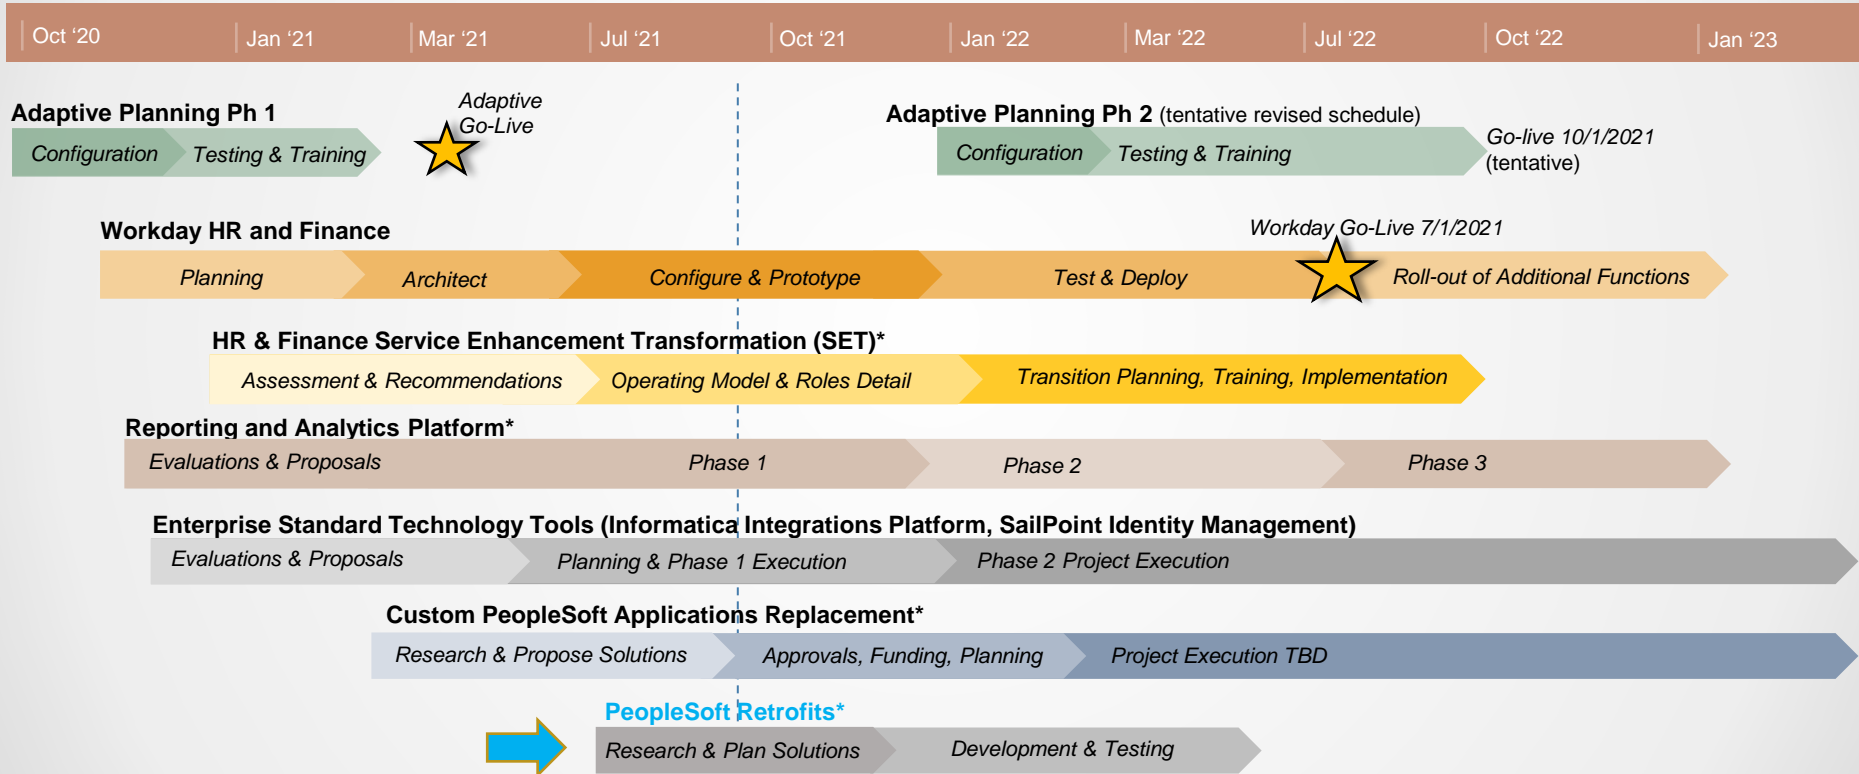 Oct ‘20 Jan ‘21 Mar ‘21 Jul ‘21 Oct ‘21 Jan ‘22 Mar ‘22 Jul ‘22 Oct ‘22 Jan ‘23
Adaptive Planning Ph 1
Configuration Testing & Training
Adaptive
Go-Live
Adaptive Planning Ph 2 (tentative revised schedule)
Configuration Testing & Training
Go-live 10/1/2021
(tentative)
Workday HR and Finance
Workday Go-Live 7/1/2021
Planning Architect Configure & Prototype Test & Deploy Roll-out of Additional Functions
HR & Finance Service Enhancement Transformation (SET)*
Assessment & Recommendations Operating Model & Roles Detail Transition Planning, Training, Implementation
Reporting and Analytics Platform*
Evaluations & Proposals Phase 1 Phase 2 Phase 3
Enterprise Standard Technology Tools (Informatica Integrations Platform, SailPoint Identity Management)
Evaluations & Proposals Planning & Phase 1 Execution Phase 2 Project Execution
Custom PeopleSoft Applications Replacement*
Research & Propose Solutions Approvals, Funding, Planning Project Execution TBD
PeopleSoft Retrofits*
Research & Plan Solutions Development & Testing